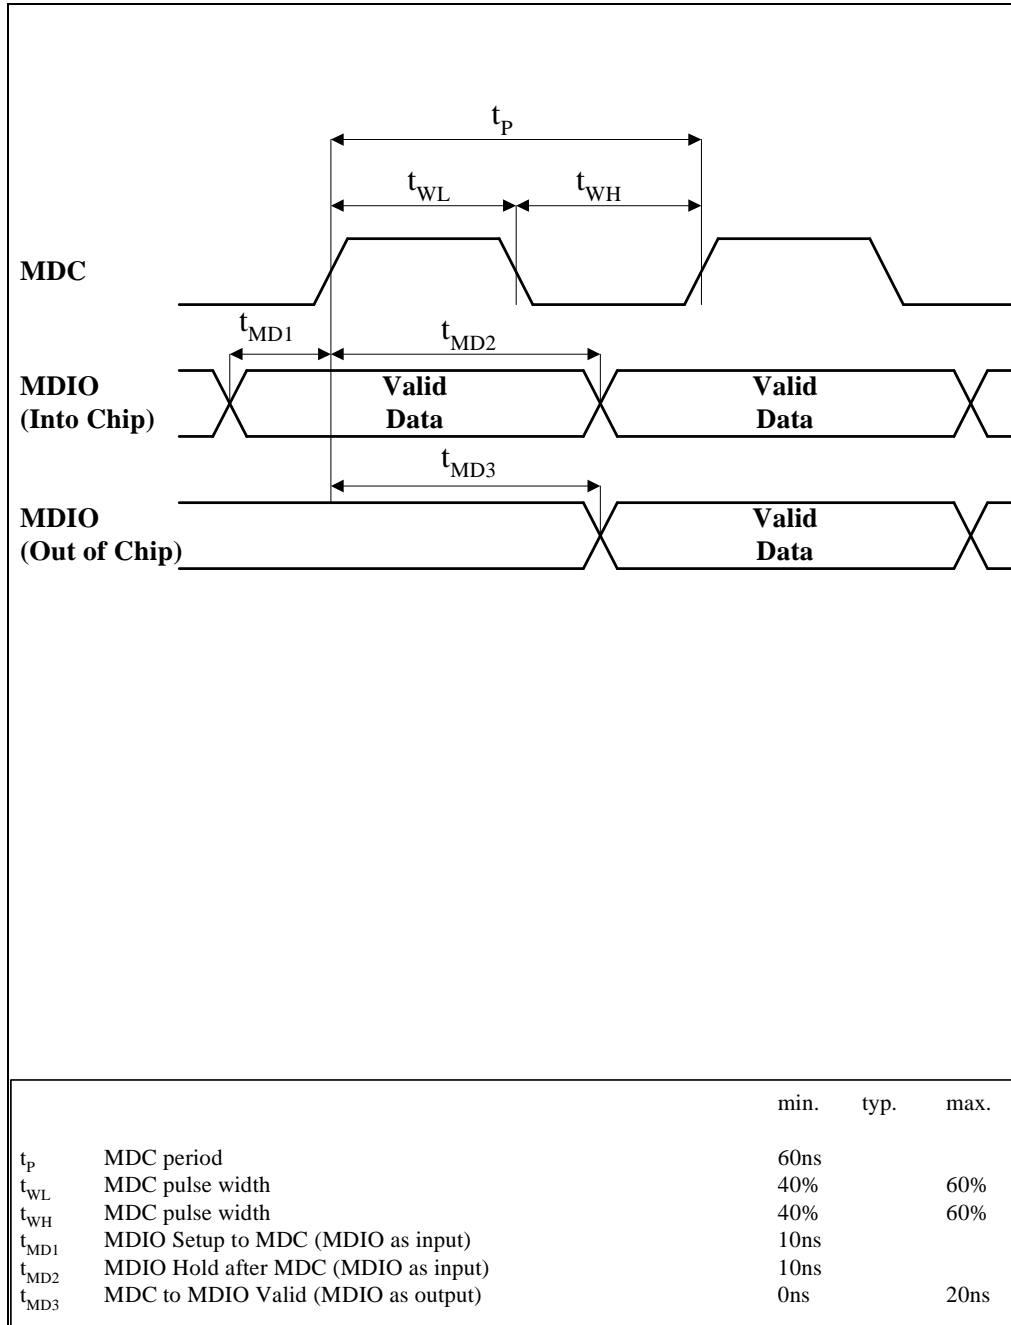 tP
tWL tWH
MDC
tMD1 tMD2
MDIO Valid Valid
(Into Chip) Data Data
tMD3
MDIO Valid
(Out of Chip) Data
min. typ. max.
tP MDC period 60ns
tWL MDC pulse width 40% 60%
tWH MDC pulse width 40% 60%
tMD1 MDIO Setup to MDC (MDIO as input) 10ns
tMD2 MDIO Hold after MDC (MDIO as input) 10ns
tMD3 MDC to MDIO Valid (MDIO as output) 0ns 20ns